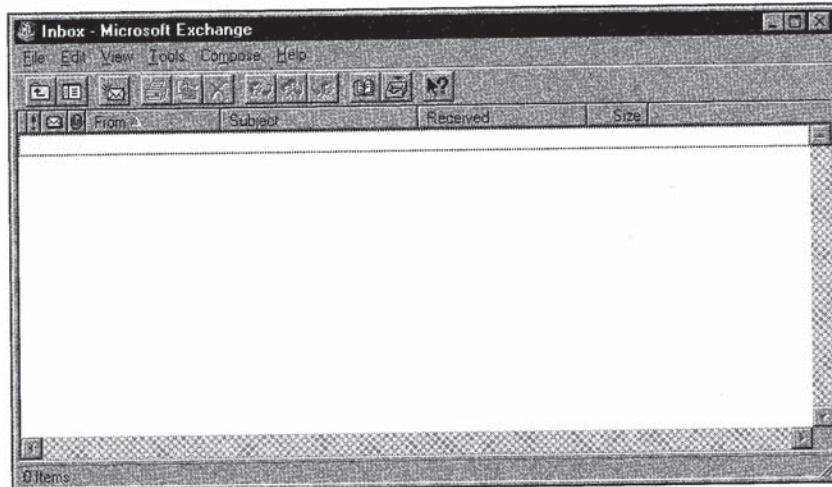 Inbox - Microsoft Exchange
File Edit View Tools Compose Help
! From Subject Received Size
0 Items